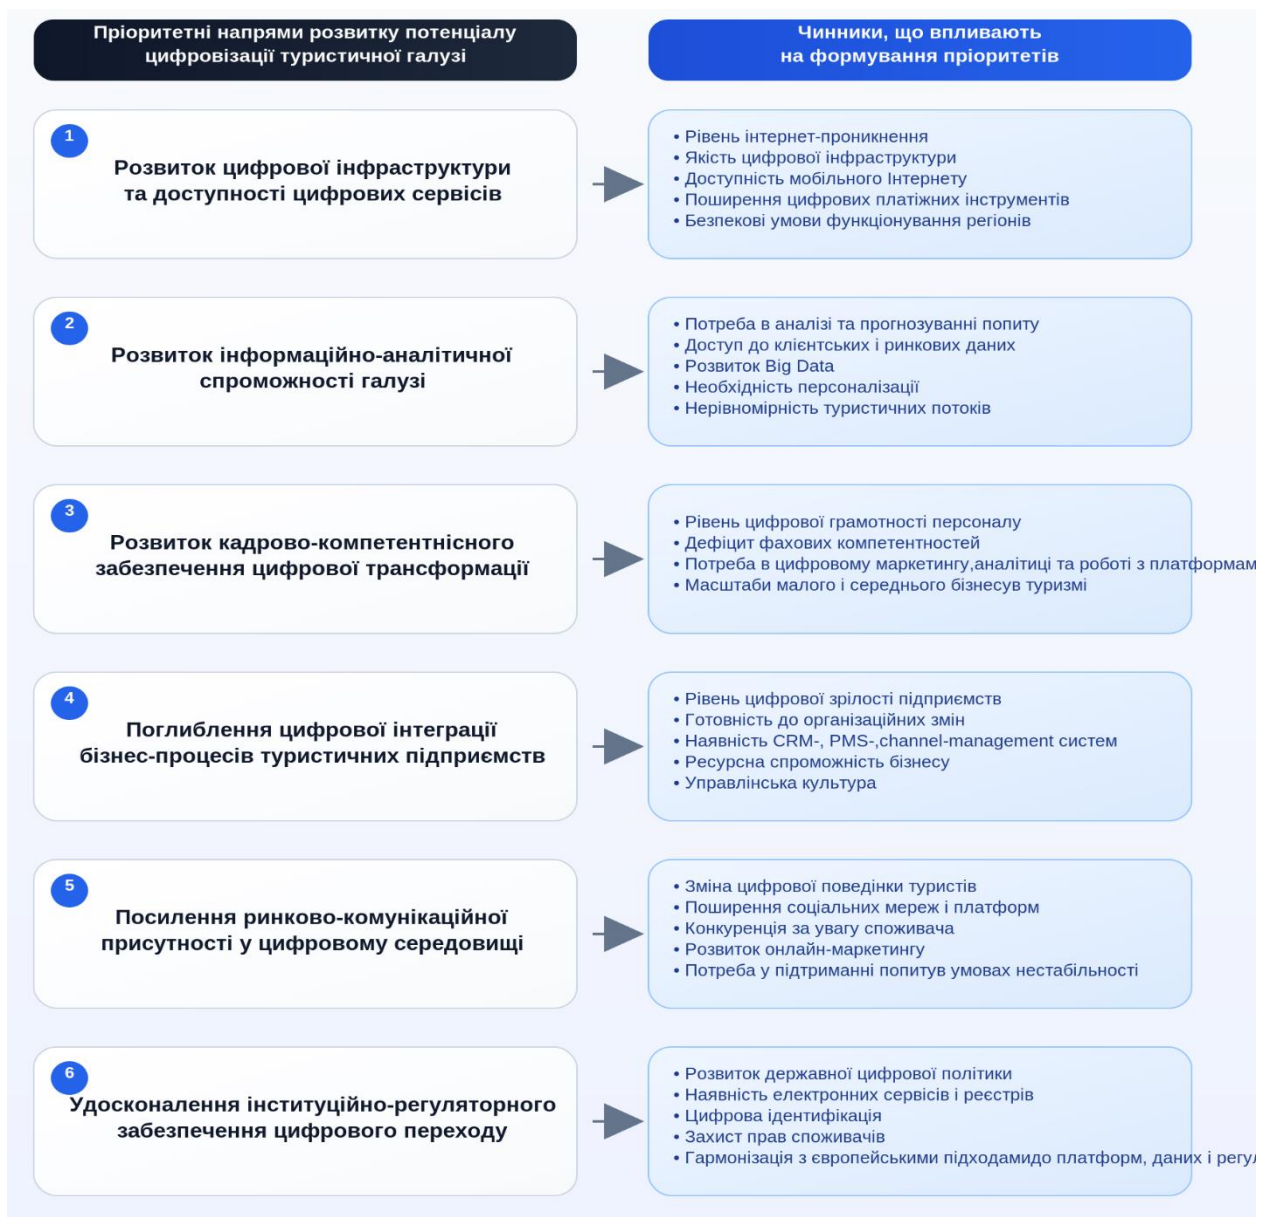 Пріоритетні напрями розвитку потенціалу
цифровізації туристичної галузі
Чинники, що впливають
на формування пріоритетів
1
Розвиток цифрової інфраструктури
та доступності цифрових сервісів
• Рівень інтернет-проникнення
• Якість цифрової інфраструктури
• Доступність мобільного Інтернету
• Поширення цифрових платіжних інструментів
• Безпекові умови функціонування регіонів
2
Розвиток інформаційно-аналітичної
спроможності галузі
• Потреба в аналізі та прогнозуванні попиту
• Доступ до клієнтських і ринкових даних
• Розвиток Big Data
• Необхідність персоналізації
• Нерівномірність туристичних потоків
3
Розвиток кадрово-компетентнісного
забезпечення цифрової трансформації
• Рівень цифрової грамотності персоналу
• Дефіцит фахових компетентностей
• Потреба в цифровому маркетингу,аналітиці та роботі з платформам
• Масштаби малого і середнього бізнесув туризмі
4
Поглиблення цифрової інтеграції
бізнес-процесів туристичних підприємств
• Рівень цифрової зрілості підприємств
• Готовність до організаційних змін
• Наявність CRM-, PMS-,channel-management систем
• Ресурсна спроможність бізнесу
• Управлінська культура
5
Посилення ринково-комунікаційної
присутності у цифровому середовищі
• Зміна цифрової поведінки туристів
• Поширення соціальних мереж і платформ
• Конкуренція за увагу споживача
• Розвиток онлайн-маркетингу
• Потреба у підтриманні попитув умовах нестабільності
6
Удосконалення інституційно-регуляторного
забезпечення цифрового переходу
• Розвиток державної цифрової політики
• Наявність електронних сервісів і реєстрів
• Цифрова ідентифікація
• Захист прав споживачів
• Гармонізація з європейськими підходамидо платформ, даних і регу